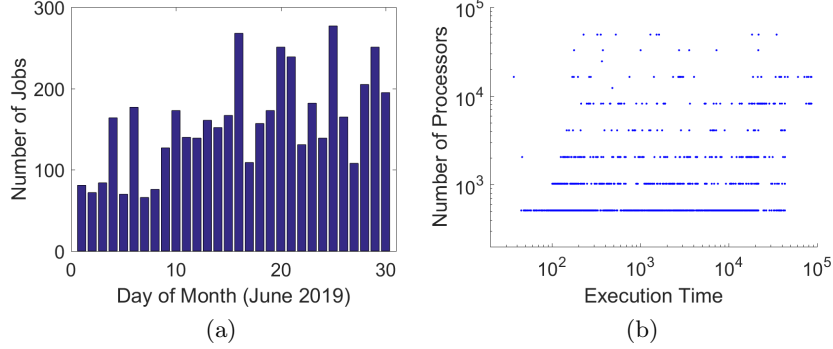 300
200
100
0
0 10 20 30
Number of Jobs
Day of Month (June 2019)
(a)
10^5
10^4
10^3
10^2 10^3 10^4 10^5
Number of Processors
Execution Time
(b)